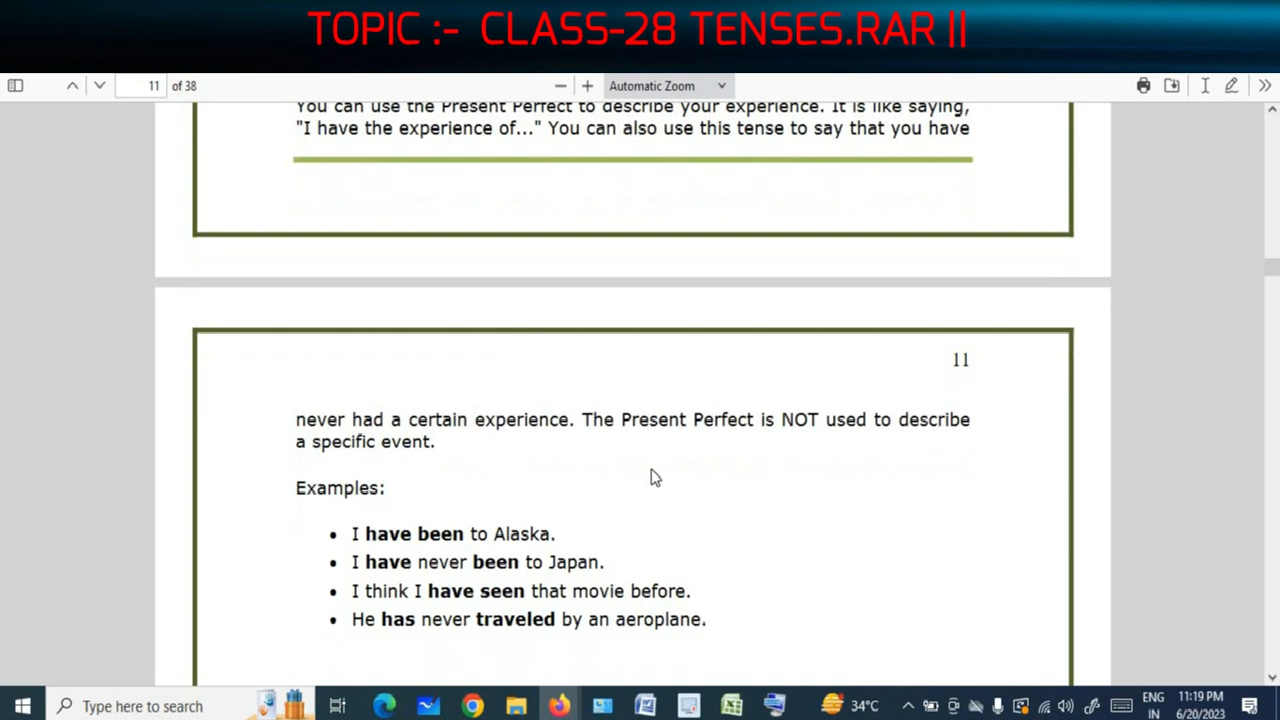 TOPIC :- CLASS-28 TENSES.RAR ||
11 of 38
Automatic Zoom
You can use the Present Perfect to describe your experience. It is like saying,
"I have the experience of..." You can also use this tense to say that you have
11
never had a certain experience. The Present Perfect is NOT used to describe
a specific event.
Examples:
• I have been to Alaska.
• I have never been to Japan.
• I think I have seen that movie before.
• He has never traveled by an aeroplane.
Type here to search
34°C
ENG
IN
11:19 PM
6/20/2023